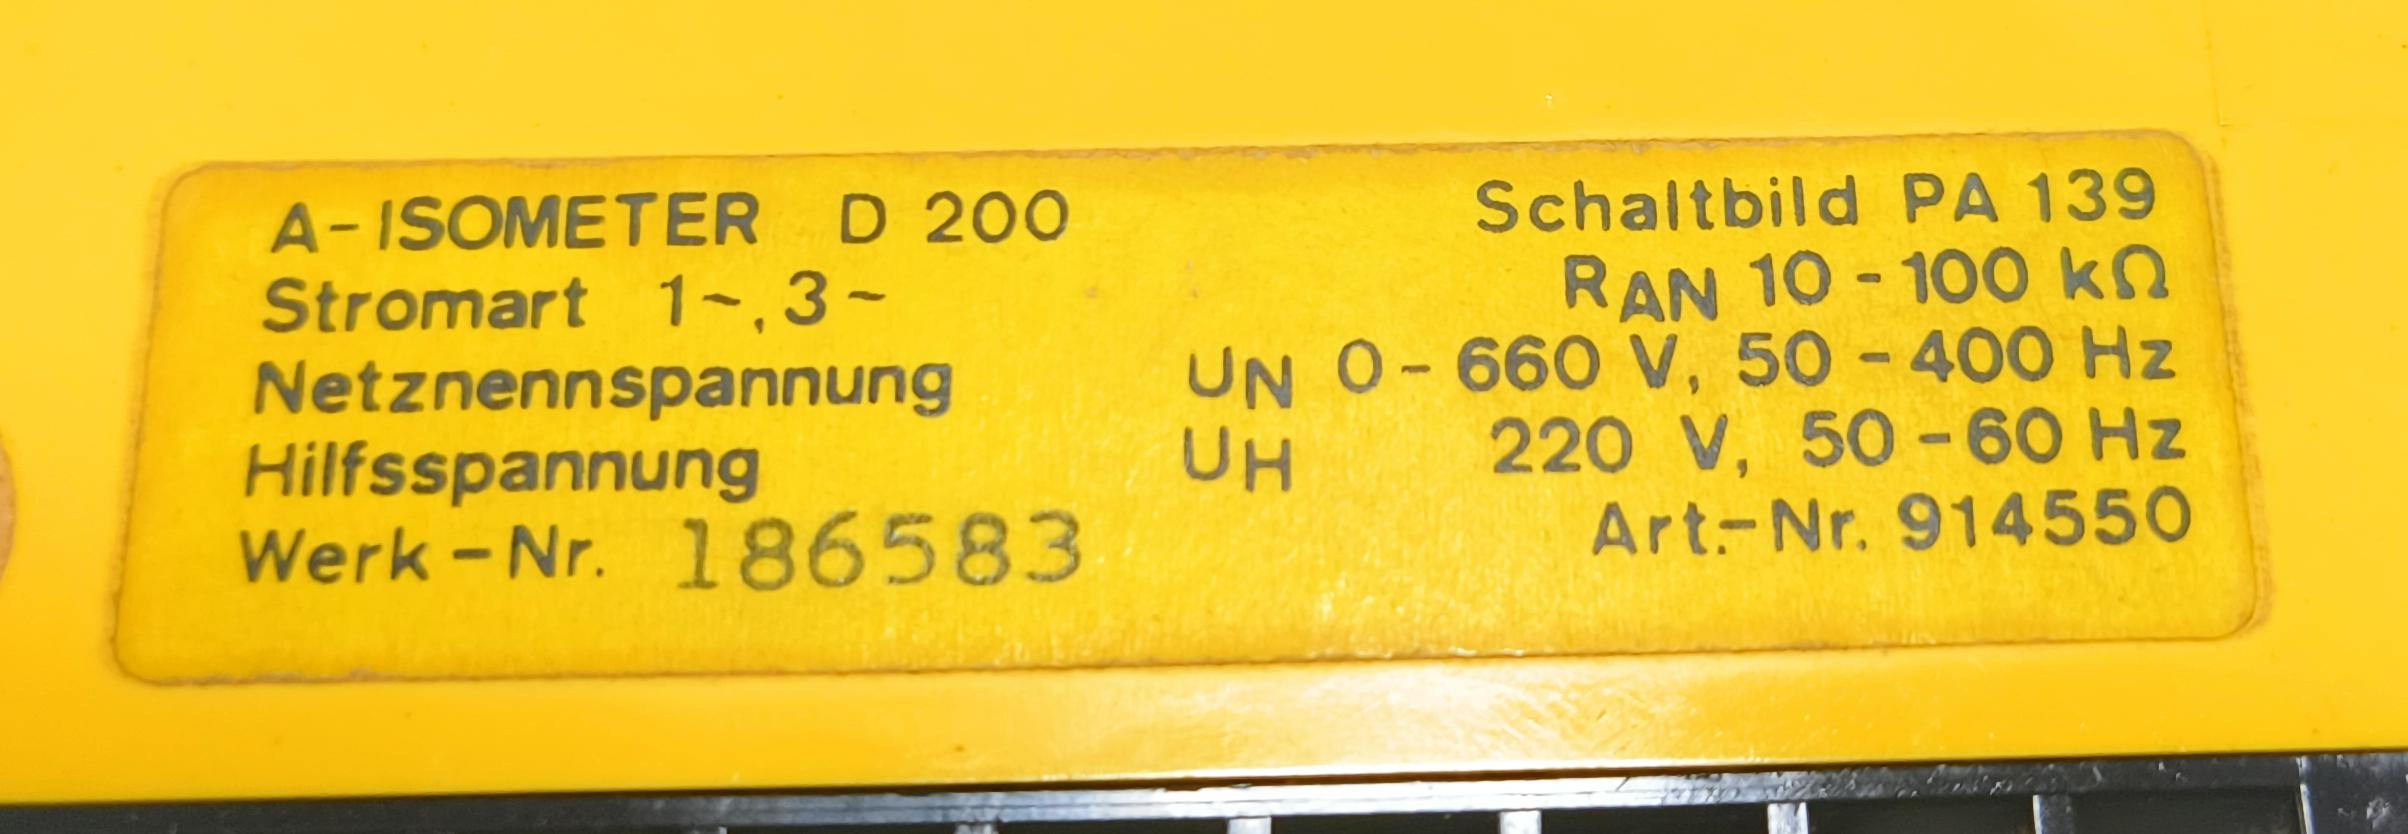 A-ISOMETER D 200 Schaltbild PA 139
Stromart 1~, 3~ RAN 10-100 kΩ
Netznennspannung UN 0-660 V, 50-400 Hz
Hilfsspannung UH 220 V, 50-60 Hz
Werk-Nr. 186583 Art.-Nr. 914550